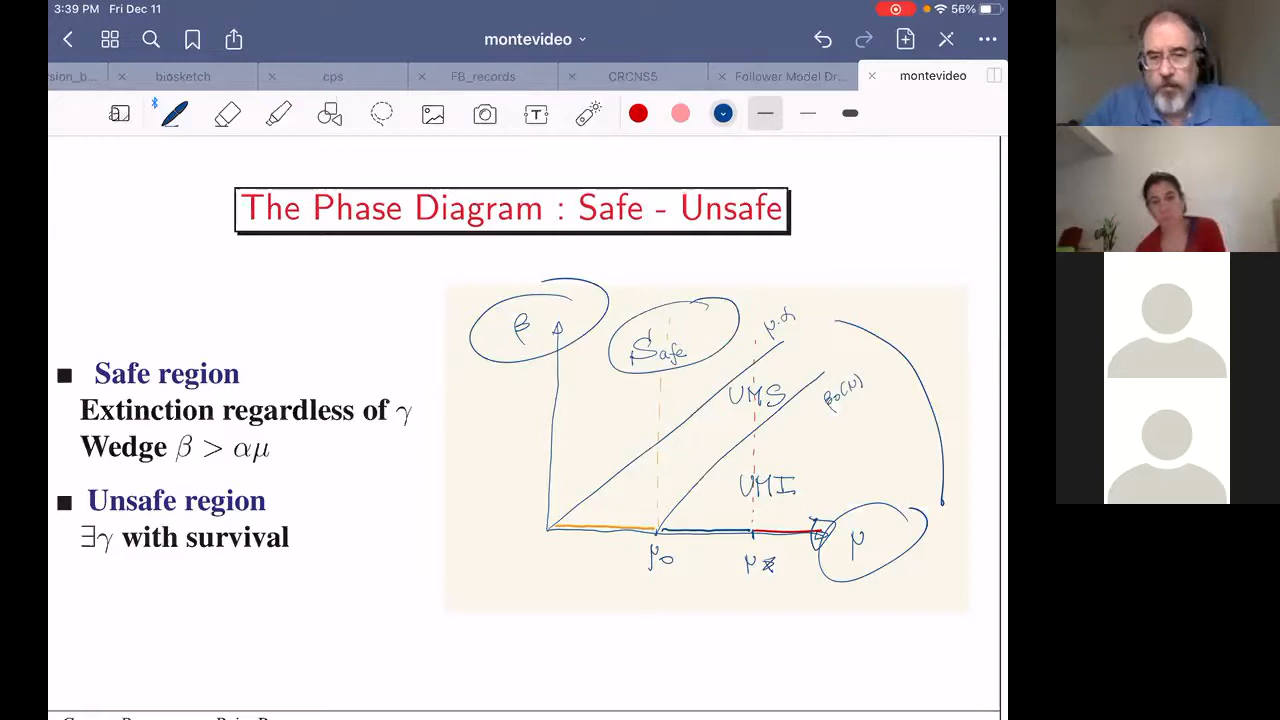 3:39 PM Fri Dec 11
56%
montevideo
biosketch
cps
FB_records
CRCNS5
Follower Model Dr...
montevideo
The Phase Diagram : Safe - Unsafe
β
Safe
μ.α
UMS
β₀(μ)
UMI
μ
μ₀
μ*
■ Safe region
Extinction regardless of γ
Wedge β > αμ
■ Unsafe region
∃γ with survival